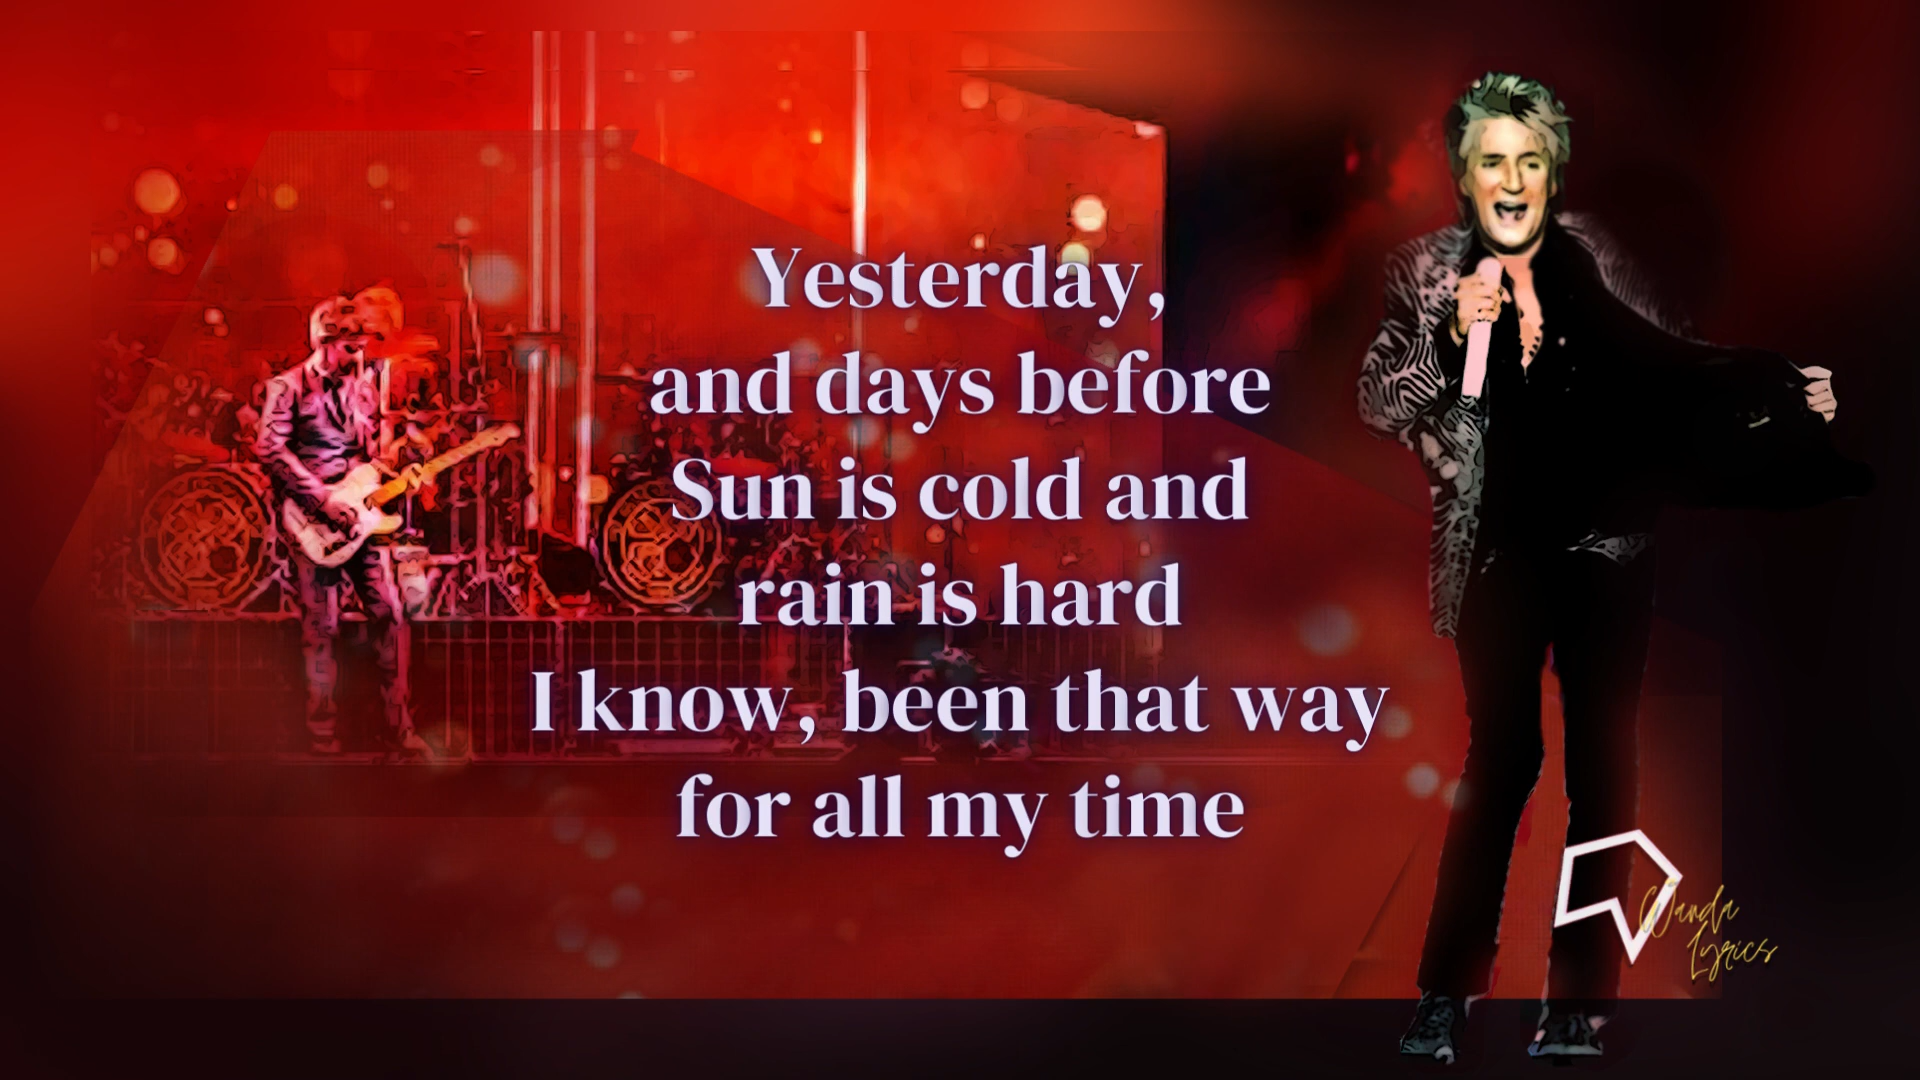 Yesterday,
and days before
Sun is cold and
rain is hard
I know, been that way
for all my time
Wanda
Lyrics